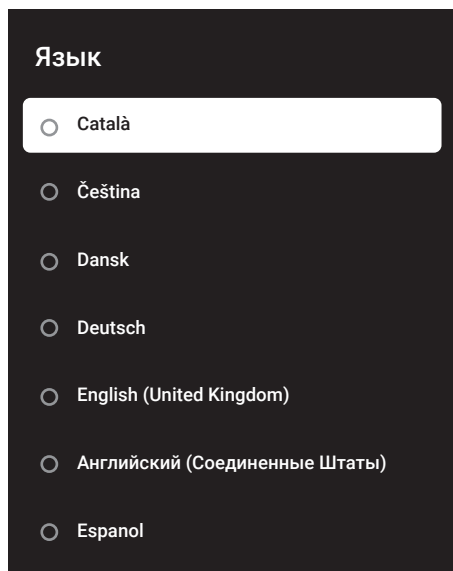 Язык
Català
Čeština
Dansk
Deutsch
English (United Kingdom)
Английский (Соединенные Штаты)
Espanol